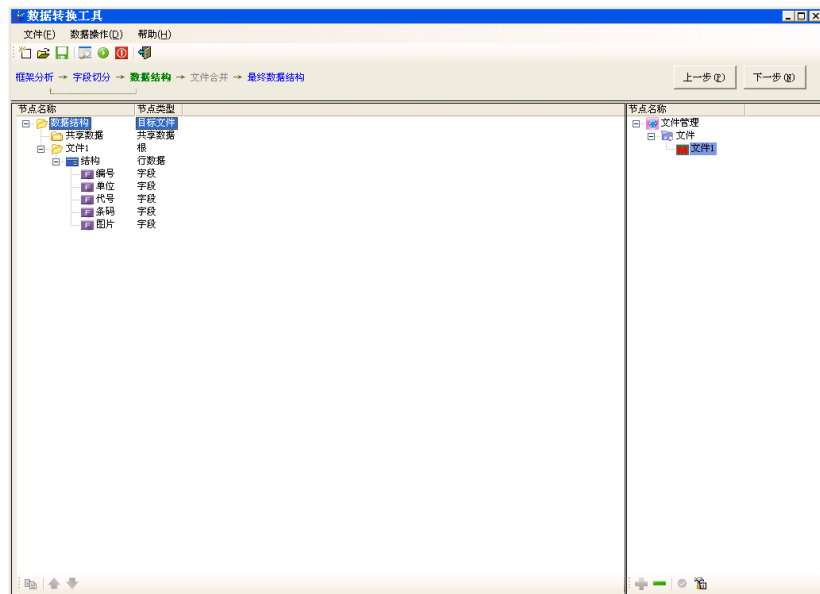 数据转换工具
文件(F) 数据操作(D) 帮助(H)
框架分析 → 字段切分 → 数据结构 → 文件合并 → 最终数据结构
上一步(P) 下一步(N)
节点名称 节点类型
数据结构 目标文件
共享数据 共享数据
文件1 根
结构 行数据
F 编号 字段
F 单位 字段
F 代号 字段
F 条码 字段
F 图片 字段
节点名称
文件管理
文件
文件1